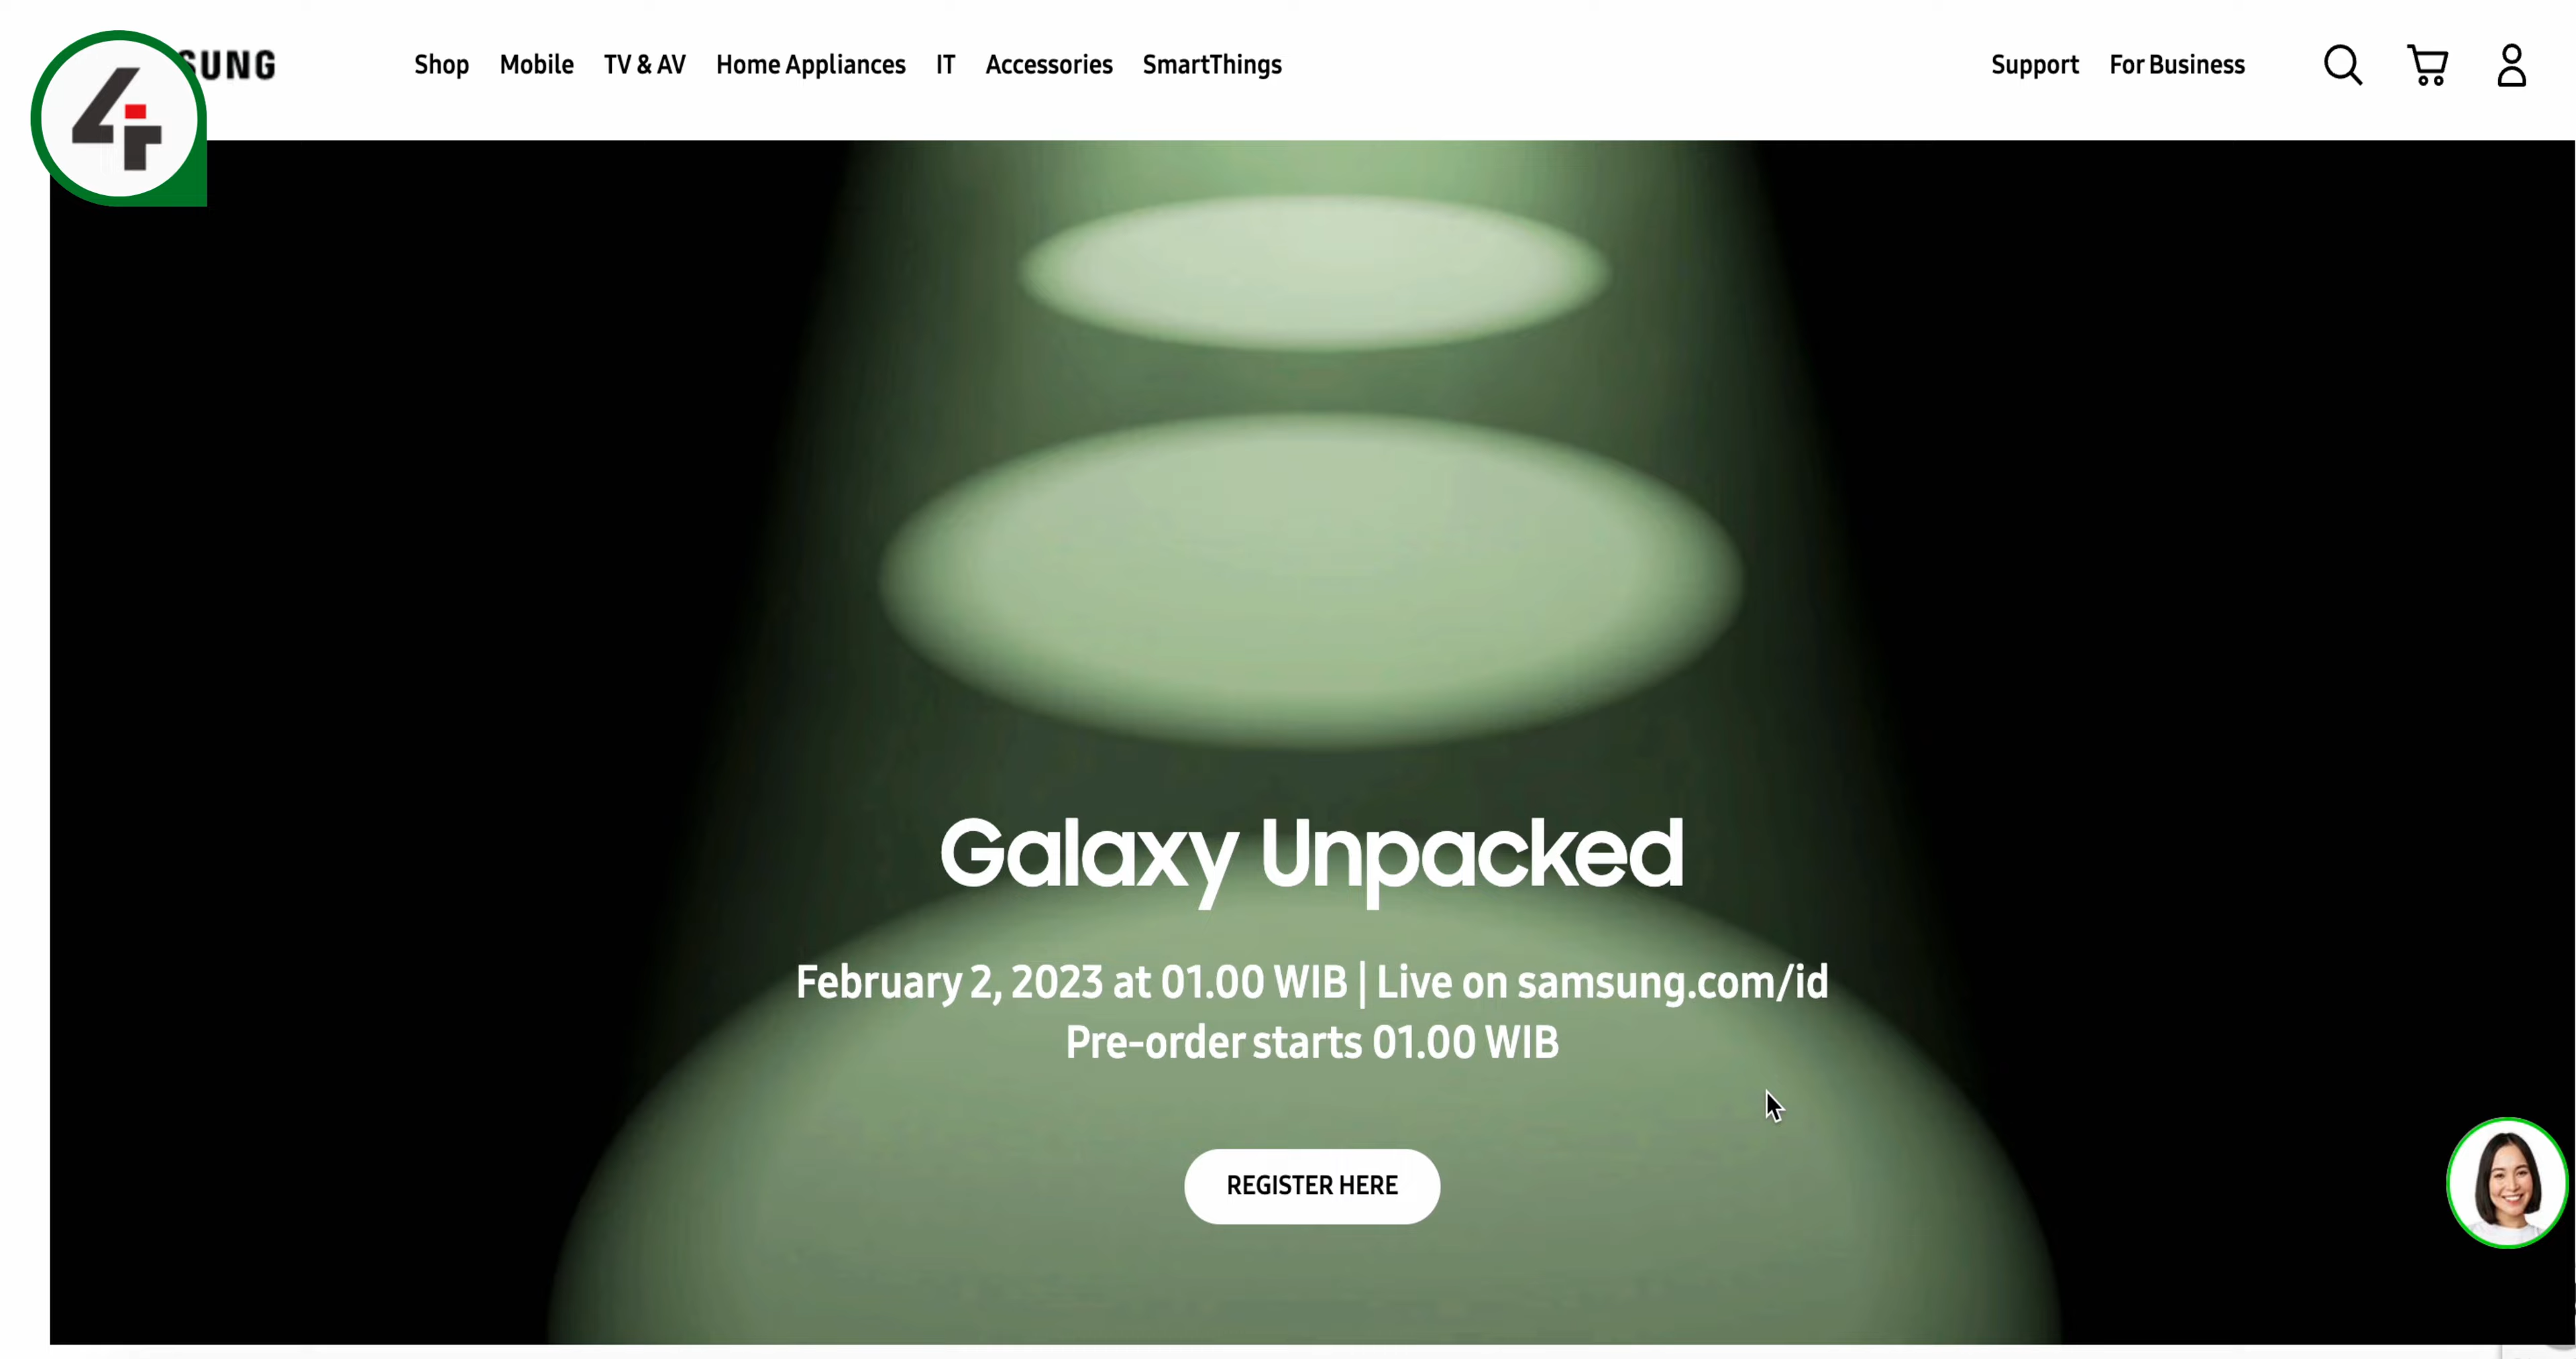 SUNG
Shop Mobile TV & AV Home Appliances IT Accessories SmartThings Support For Business
Galaxy Unpacked
February 2, 2023 at 01.00 WIB | Live on samsung.com/id
Pre-order starts 01.00 WIB
REGISTER HERE